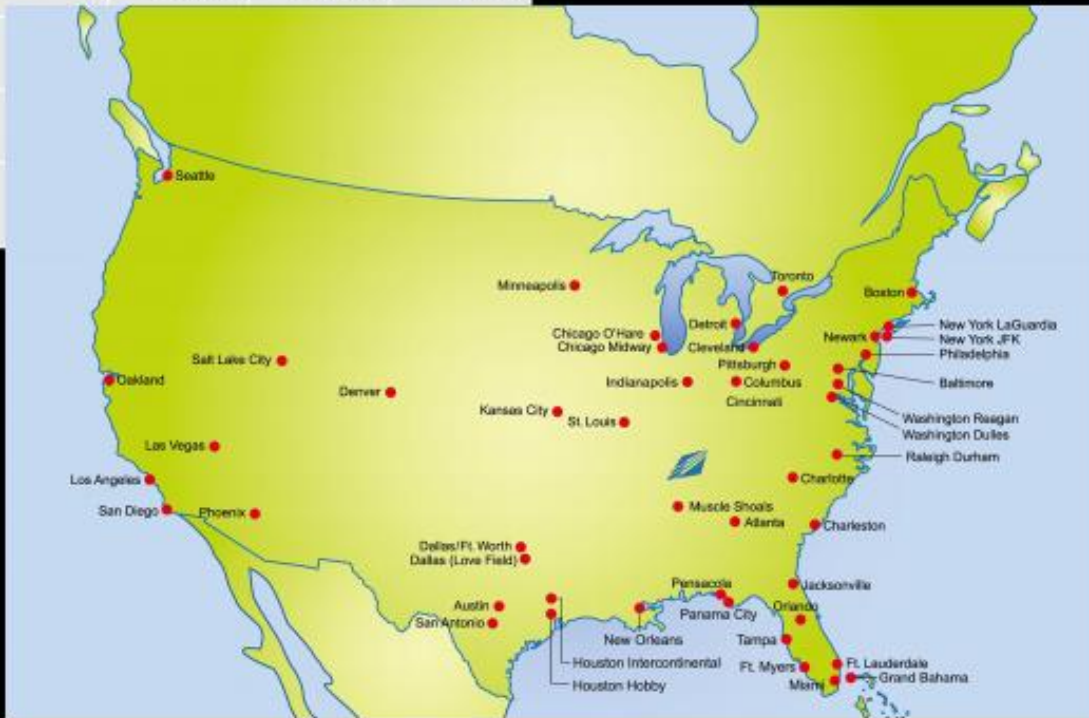 Seattle
Minneapolis
Toronto
Boston
Detroit
New York LaGuardia
Chicago O'Hare
Newark
New York JFK
Chicago Midway
Cleveland
Philadelphia
Salt Lake City
Pittsburgh
Oakland
Indianapolis
Columbus
Baltimore
Denver
Cincinnati
Kansas City
Washington Reagan
St. Louis
Washington Dulles
Las Vegas
Raleigh Durham
Los Angeles
Charlotte
San Diego
Phoenix
Muscle Shoals
Atlanta
Charleston
Dallas/Ft. Worth
Dallas (Love Field)
Pensacola
Jacksonville
Austin
Orlando
Panama City
San Antonio
New Orleans
Tampa
Houston Intercontinental
Ft. Myers
Ft. Lauderdale
Grand Bahama
Houston Hobby
Miami